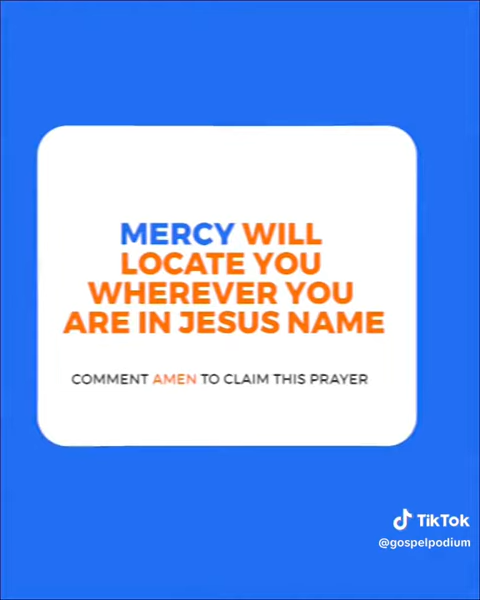 MERCY WILL
LOCATE YOU
WHEREVER YOU
ARE IN JESUS NAME
COMMENT AMEN TO CLAIM THIS PRAYER
TikTok
@gospelpodium